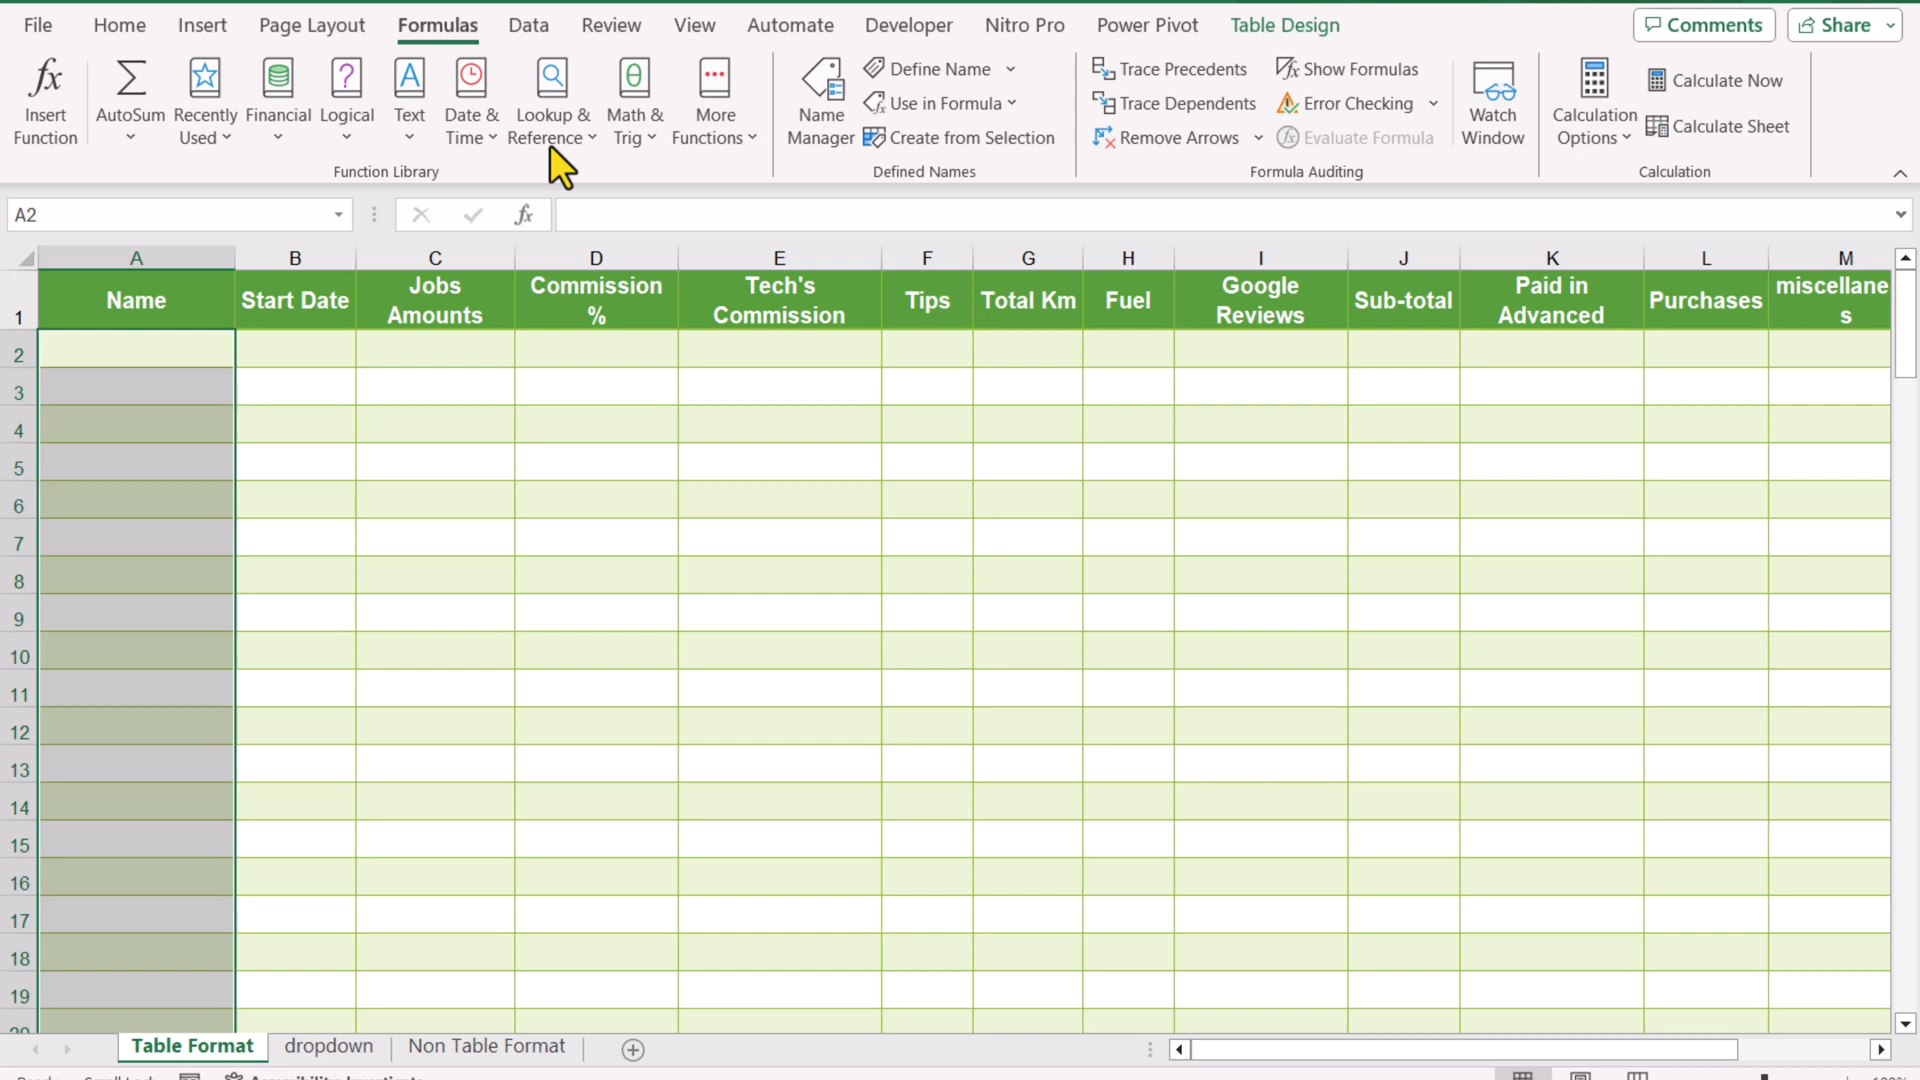 File Home Insert Page Layout Formulas Data Review View Automate Developer Nitro Pro Power Pivot Table Design Comments Share
Insert Function
AutoSum
Recently Used
Financial
Logical
Text
Date & Time
Lookup & Reference
Math & Trig
More Functions
Function Library
Name Manager
Define Name
Use in Formula
Create from Selection
Defined Names
Trace Precedents
Trace Dependents
Remove Arrows
Show Formulas
Error Checking
Evaluate Formula
Formula Auditing
Watch Window
Calculation Options
Calculate Now
Calculate Sheet
Calculation
A2 fx
A B C D E F G H I J K L M
1 Name Start Date Jobs Amounts Commission % Tech's Commission Tips Total Km Fuel Google Reviews Sub-total Paid in Advanced Purchases miscellane s
2
3
4
5
6
7
8
9
10
11
12
13
14
15
16
17
18
19
20
Table Format dropdown Non Table Format